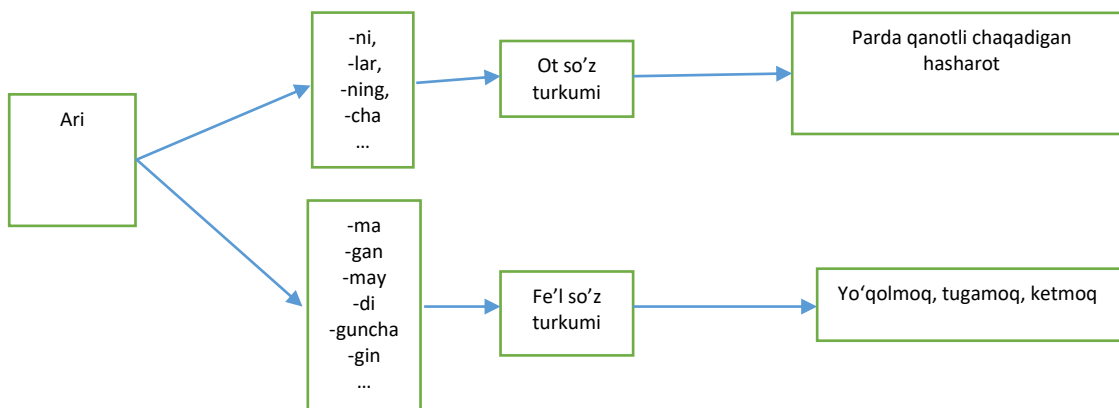 Ari
-ni,
-lar,
-ning,
-cha
...
Ot so’z
turkumi
Parda qanotli chaqadigan
hasharot
-ma
-gan
-may
-di
-guncha
-gin
...
Fe’l so’z
turkumi
Yo‘qolmoq, tugamoq, ketmoq